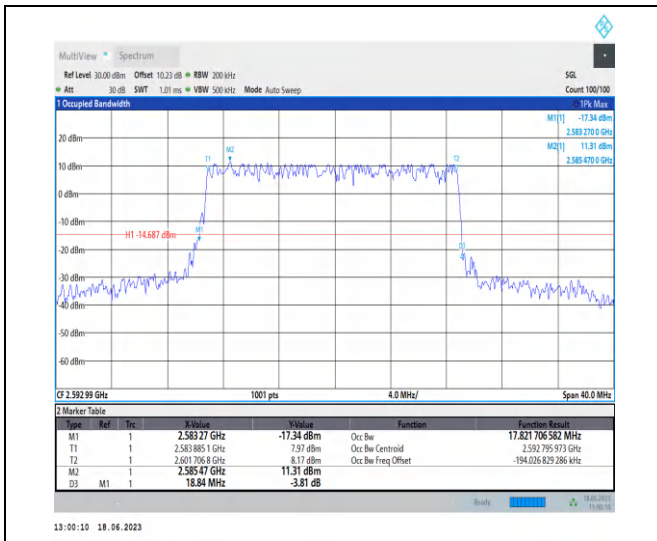 MultiView Spectrum
Ref Level 30.00 dBm Offset 10.23 dB RBW 200 kHz SGL
Att 30 dB SWT 1.01 ms VBW 500 kHz Mode Auto Sweep Count 100/100
1 Occupied Bandwidth 1Pk Max
M1[1] -17.34 dBm
2.583 270 0 GHz
M2[1] 11.31 dBm
2.585 470 0 GHz
20 dBm
T1 M2 T2
10 dBm
0 dBm
-10 dBm
M1
H1 -14.687 dBm
-20 dBm
D3
-30 dBm
-40 dBm
-50 dBm
-60 dBm
CF 2.592 99 GHz 1001 pts 4.0 MHz/ Span 40.0 MHz
2 Marker Table
Type Ref Trc X-Value Y-Value Function Function Result
M1 1 2.583 27 GHz -17.34 dBm Occ Bw 17.821 706 582 MHz
T1 1 2.583 885 1 GHz 7.97 dBm Occ Bw Centroid 2.592 795 973 GHz
T2 1 2.601 706 8 GHz 8.17 dBm Occ Bw Freq Offset -194.026 829 286 kHz
M2 1 2.585 47 GHz 11.31 dBm
D3 M1 1 18.84 MHz -3.81 dB
Ready 18.06.2023
13:00:10
13:00:10 18.06.2023